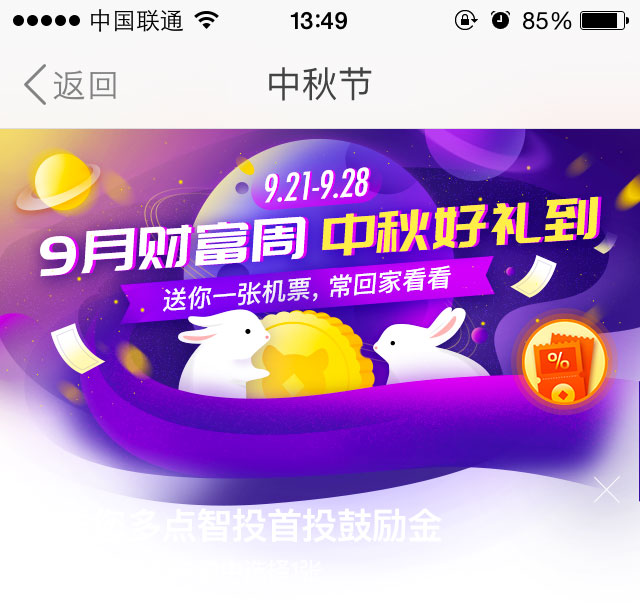 中国联通 13:49 85%
返回 中秋节
9.21-9.28
9月财富周 中秋好礼到
送你一张机票，常回家看看
%
多点智投首投鼓励金